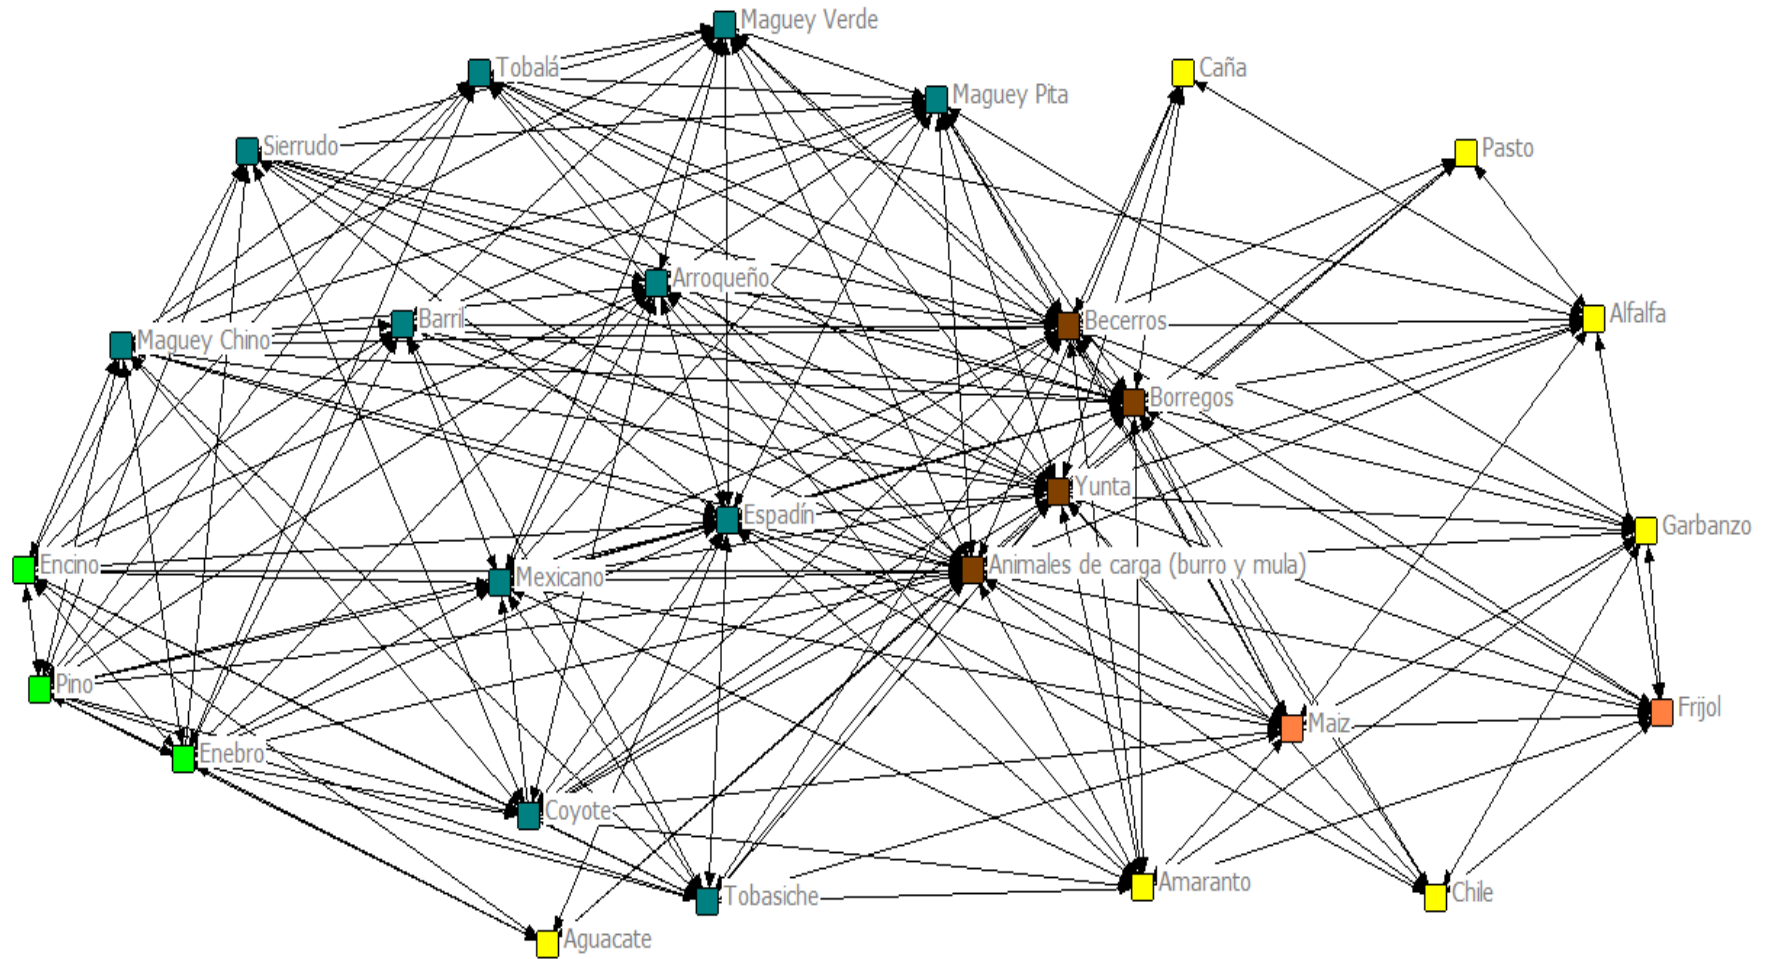 Maguey Verde
Tobalá
Caña
Maguey Pita
Sierrudo
Pasto
Arroqueño
Barril
Becerros
Alfalfa
Maguey Chino
Borregos
Yunta
Espadín
Garbanzo
Encino
Mexicano
Animales de carga (burro y mula)
Pino
Frijol
Maiz
Enebro
Coyote
Amaranto
Tobasiche
Chile
Aguacate